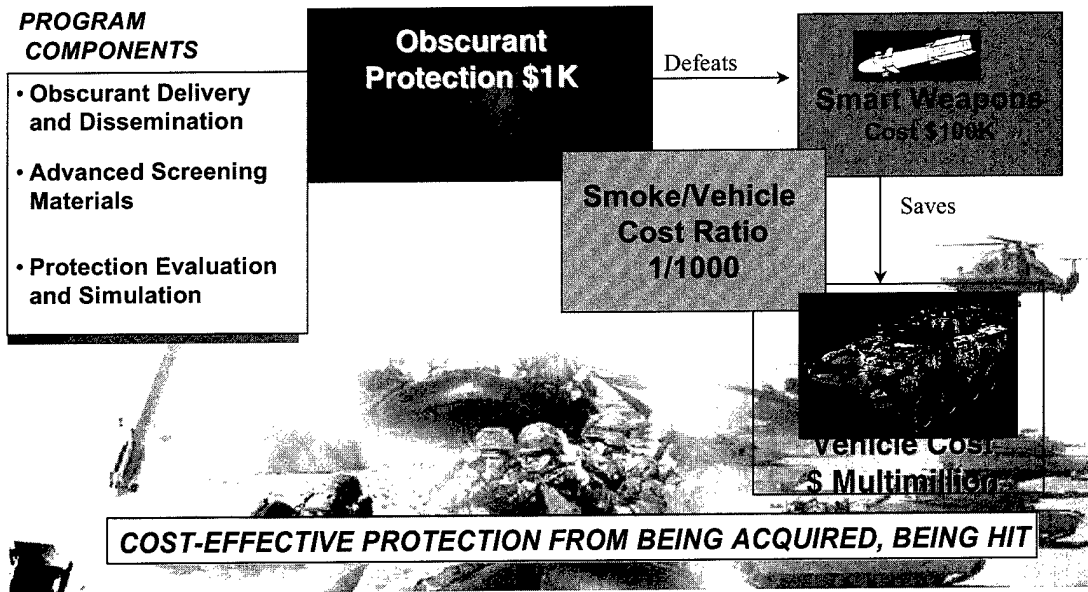 PROGRAM
COMPONENTS
• Obscurant Delivery
and Dissemination
• Advanced Screening
Materials
• Protection Evaluation
and Simulation
Obscurant
Protection $1K
Defeats
Smart Weapons
Cost $100K
Smoke/Vehicle
Cost Ratio
1/1000
Saves
Vehicle Cost,
$ Multimillions
COST-EFFECTIVE PROTECTION FROM BEING ACQUIRED, BEING HIT